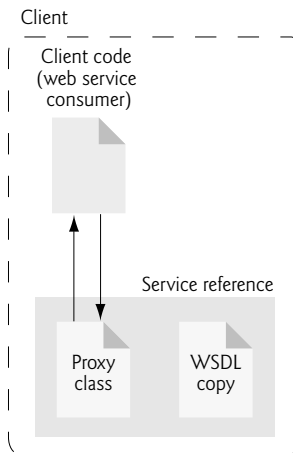 Client
Client code
(web service
consumer)
Service reference
Proxy
class
WSDL
copy